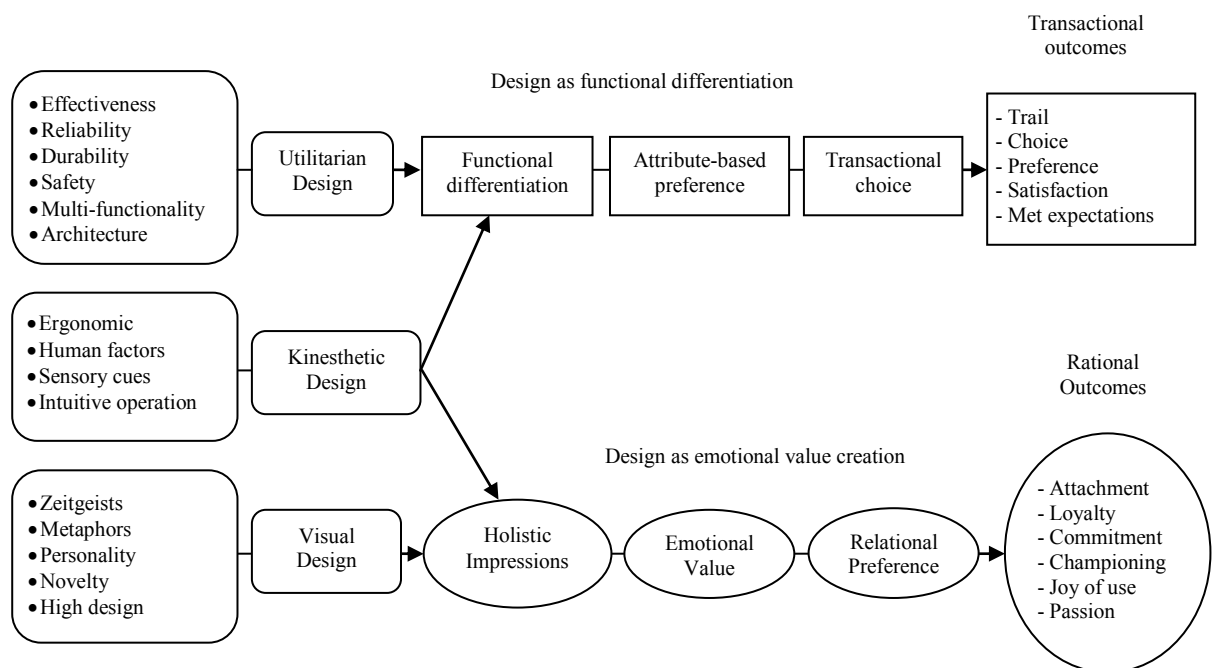 Transactional
outcomes
Design as functional differentiation
•Effectiveness
•Reliability
•Durability
•Safety
•Multi-functionality
•Architecture
Utilitarian
Design
Functional
differentiation
Attribute-based
preference
Transactional
choice
- Trail
- Choice
- Preference
- Satisfaction
- Met expectations
•Ergonomic
•Human factors
•Sensory cues
•Intuitive operation
Kinesthetic
Design
Rational
Outcomes
Design as emotional value creation
•Zeitgeists
•Metaphors
•Personality
•Novelty
•High design
Visual
Design
Holistic
Impressions
Emotional
Value
Relational
Preference
- Attachment
- Loyalty
- Commitment
- Championing
- Joy of use
- Passion